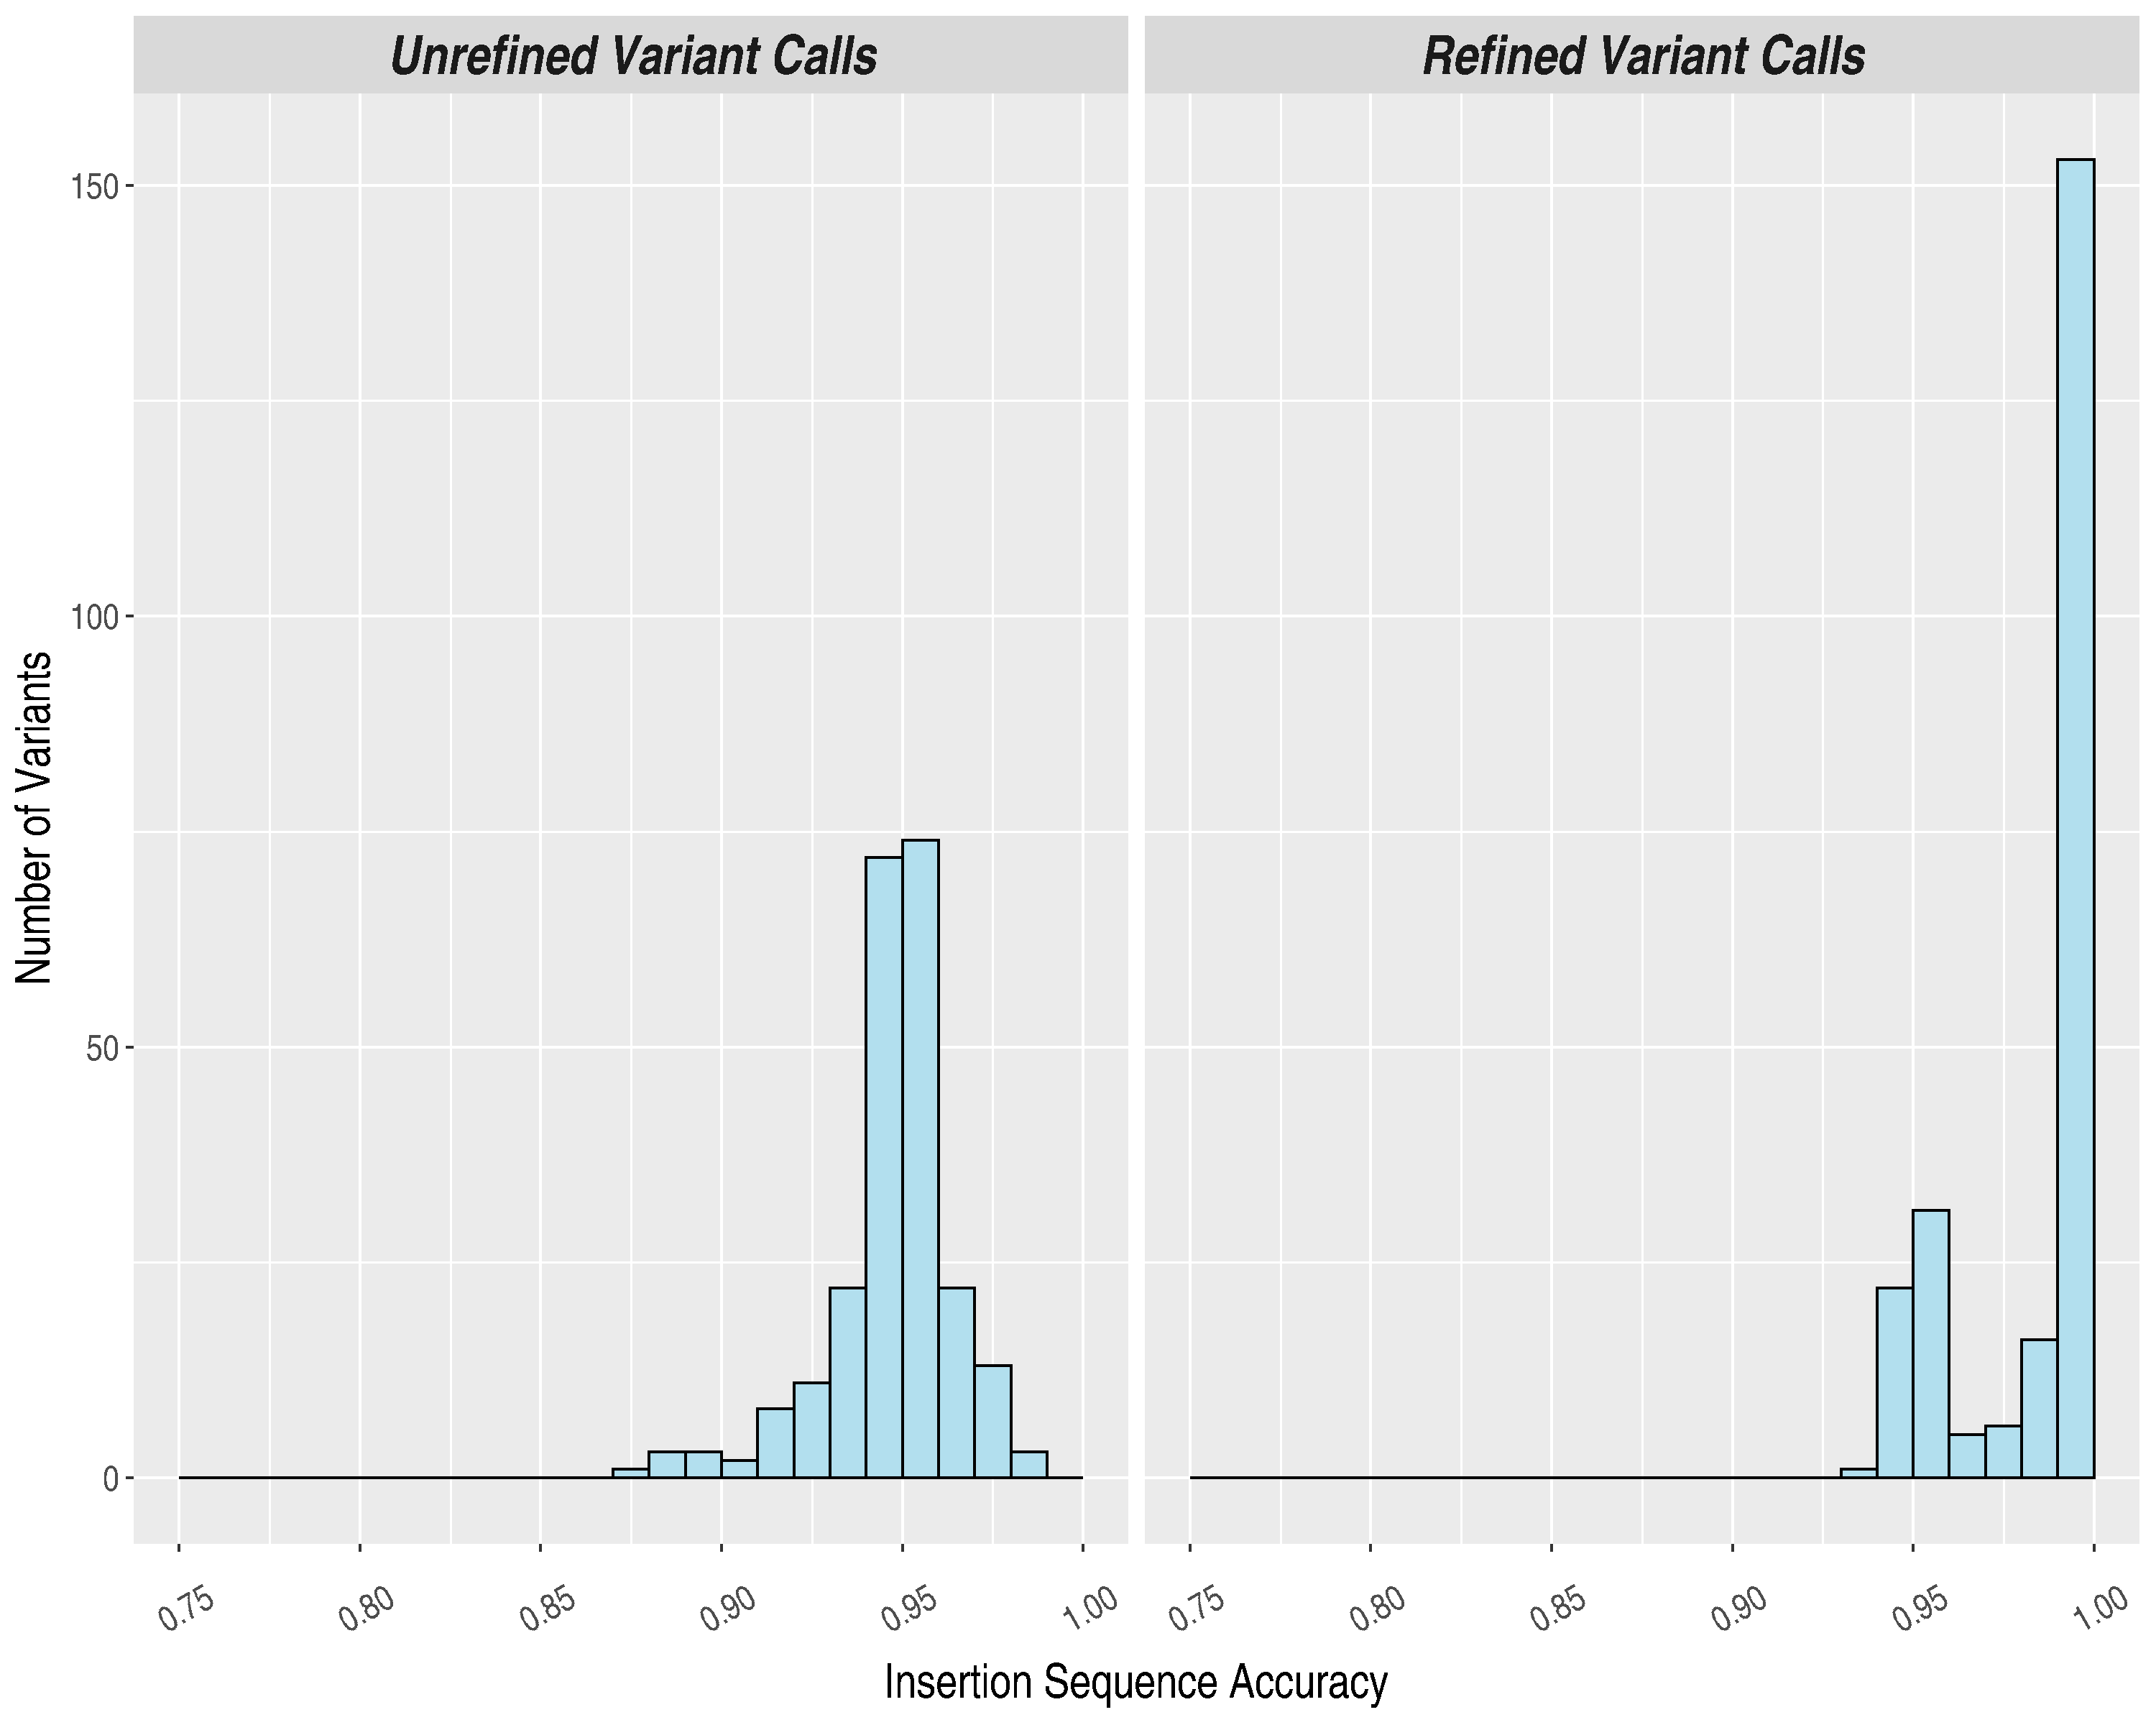 Unrefined Variant Calls
Refined Variant Calls
Number of Variants
150
100
50
0
0.75 0.80 0.85 0.90 0.95 1.00
0.75 0.80 0.85 0.90 0.95 1.00
Insertion Sequence Accuracy